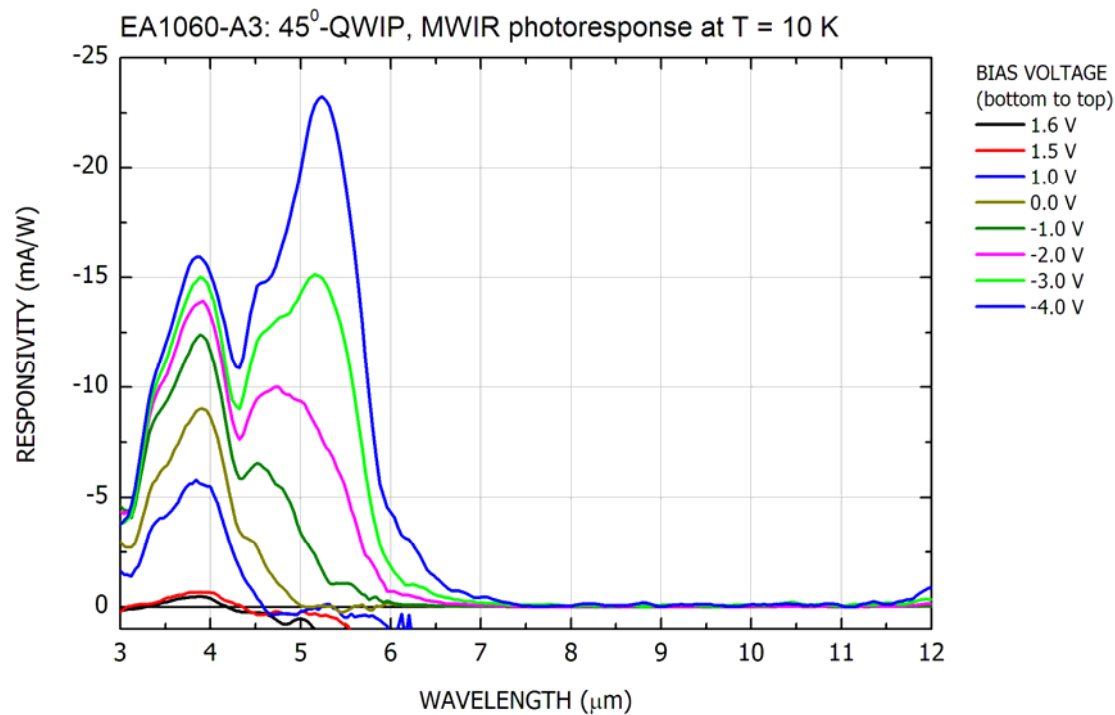 EA1060-A3: 45⁰-QWIP, MWIR photoresponse at T = 10 K
-25
-20
-15
-10
-5
0
RESPONSIVITY (mA/W)
3 4 5 6 7 8 9 10 11 12
WAVELENGTH (μm)
BIAS VOLTAGE
(bottom to top)
1.6 V
1.5 V
1.0 V
0.0 V
-1.0 V
-2.0 V
-3.0 V
-4.0 V